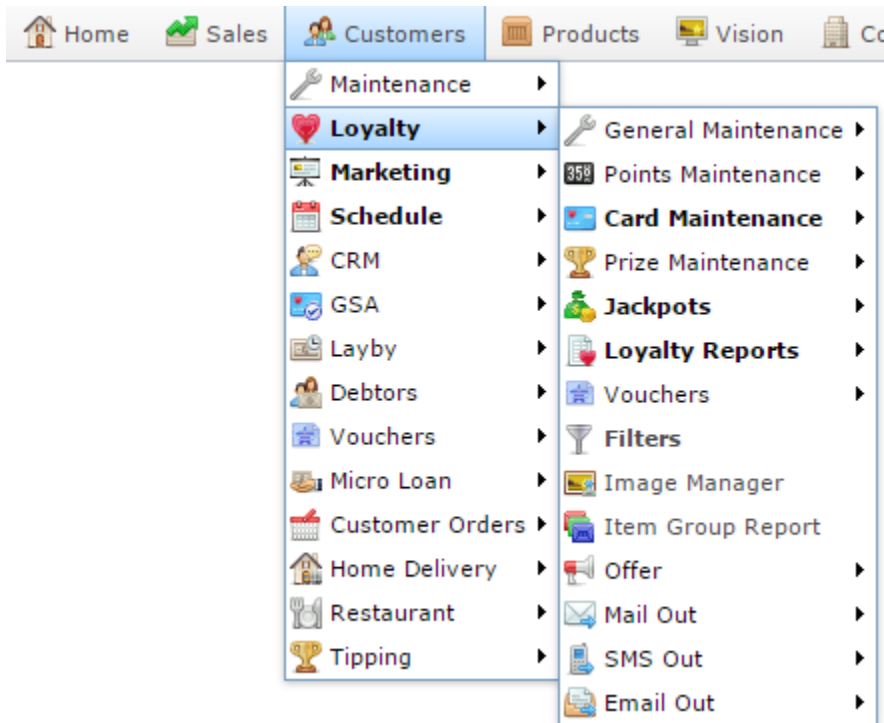 Home Sales Customers Products Vision
Maintenance
Loyalty
Marketing
Schedule
CRM
GSA
Layby
Debtors
Vouchers
Micro Loan
Customer Orders
Home Delivery
Restaurant
Tipping
General Maintenance
Points Maintenance
Card Maintenance
Prize Maintenance
Jackpots
Loyalty Reports
Vouchers
Filters
Image Manager
Item Group Report
Offer
Mail Out
SMS Out
Email Out